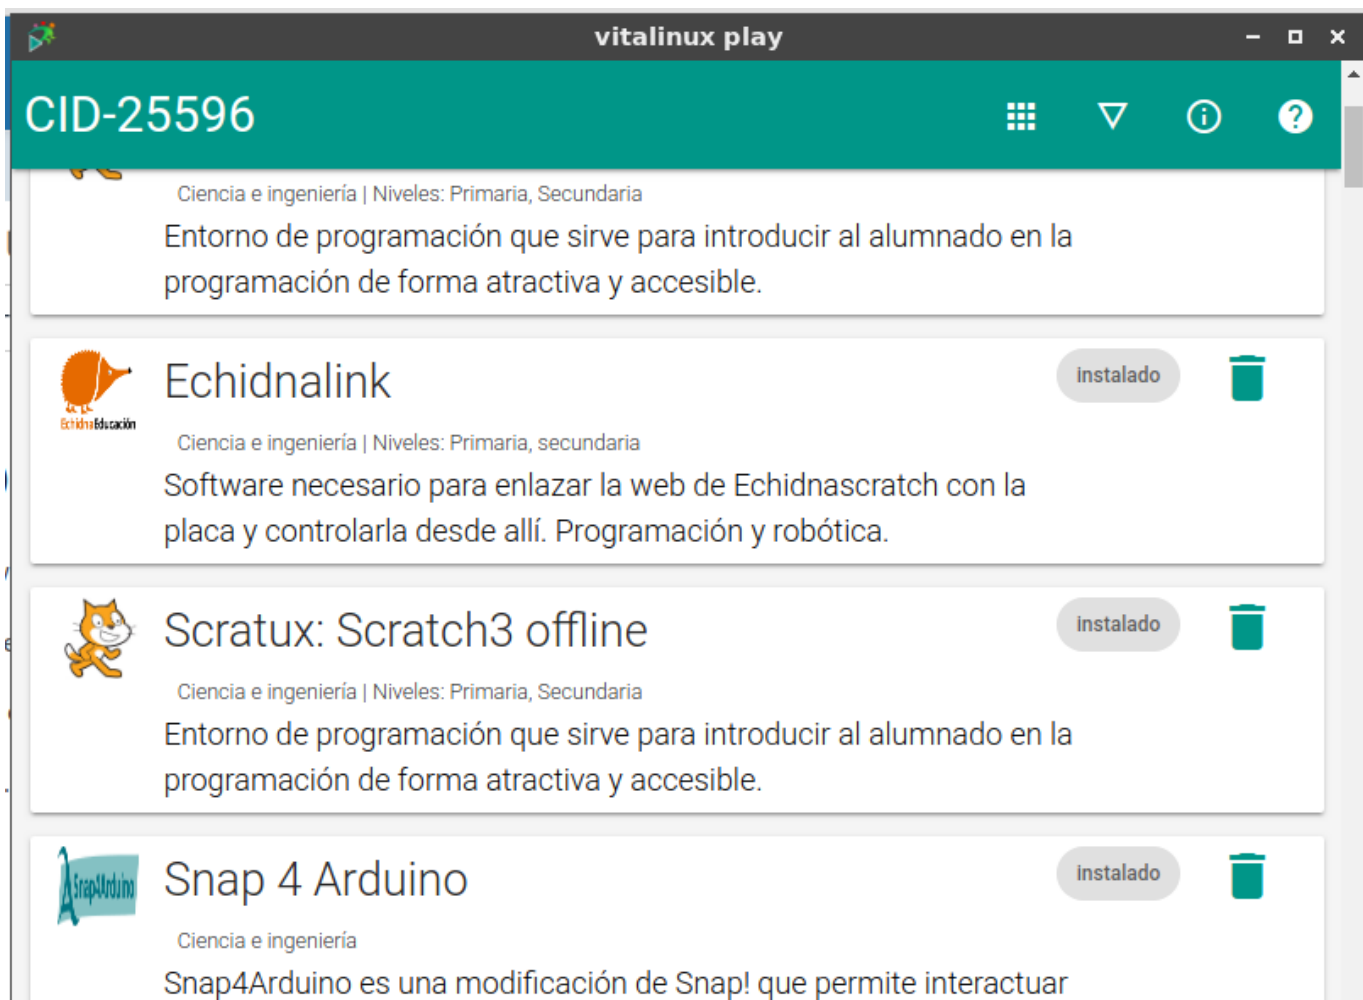 vitalinux play
CID-25596
Ciencia e ingeniería | Niveles: Primaria, Secundaria
Entorno de programación que sirve para introducir al alumnado en la
programación de forma atractiva y accesible.
Echidnalink
instalado
EchidnaEducación
Ciencia e ingeniería | Niveles: Primaria, secundaria
Software necesario para enlazar la web de Echidnascratch con la
placa y controlarla desde allí. Programación y robótica.
Scratux: Scratch3 offline
instalado
Ciencia e ingeniería | Niveles: Primaria, Secundaria
Entorno de programación que sirve para introducir al alumnado en la
programación de forma atractiva y accesible.
Snap4Arduino
Snap 4 Arduino
instalado
Ciencia e ingeniería
Snap4Arduino es una modificación de Snap! que permite interactuar